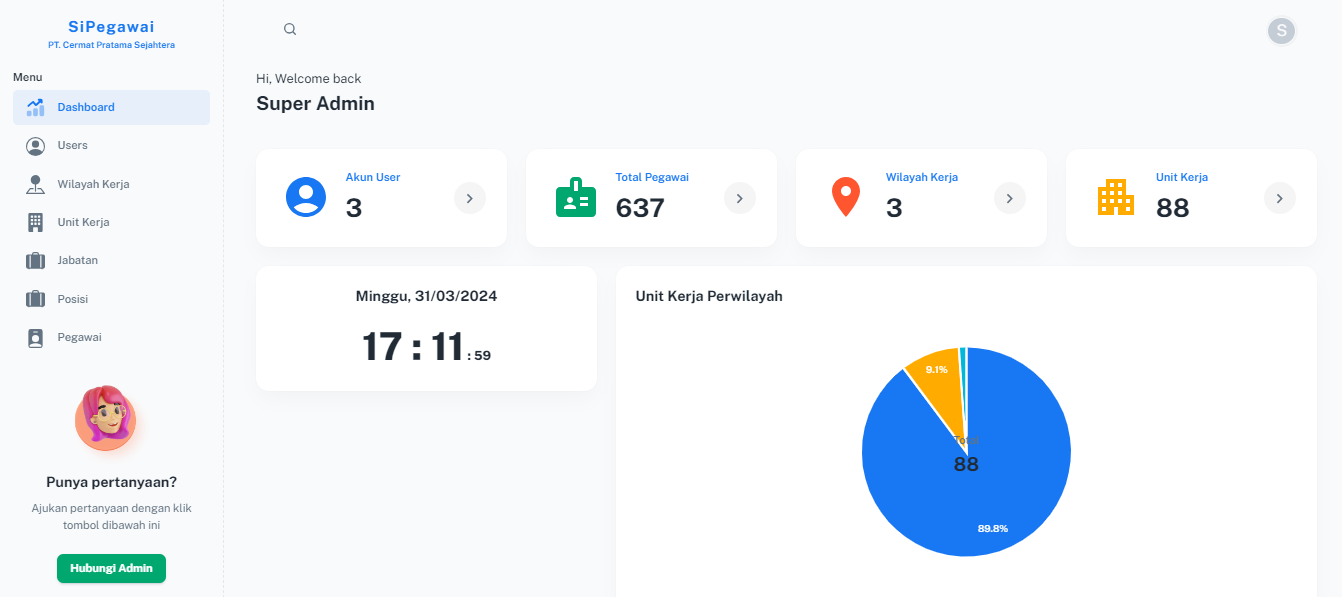 SiPegawai
PT. Cermat Pratama Sejahtera
Menu
Dashboard
Users
Wilayah Kerja
Unit Kerja
Jabatan
Posisi
Pegawai
Punya pertanyaan?
Ajukan pertanyaan dengan klik
tombol dibawah ini
Hubungi Admin
S
Hi, Welcome back
Super Admin
Akun User
3
Total Pegawai
637
Wilayah Kerja
3
Unit Kerja
88
Minggu, 31/03/2024
17 : 11 : 59
Unit Kerja Perwilayah
9.1%
Total
88
89.8%